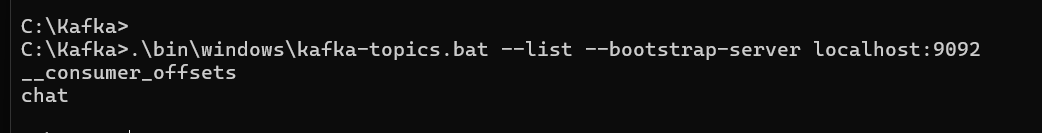 C:\Kafka>
C:\Kafka>.\bin\windows\kafka-topics.bat --list --bootstrap-server localhost:9092
__consumer_offsets
chat